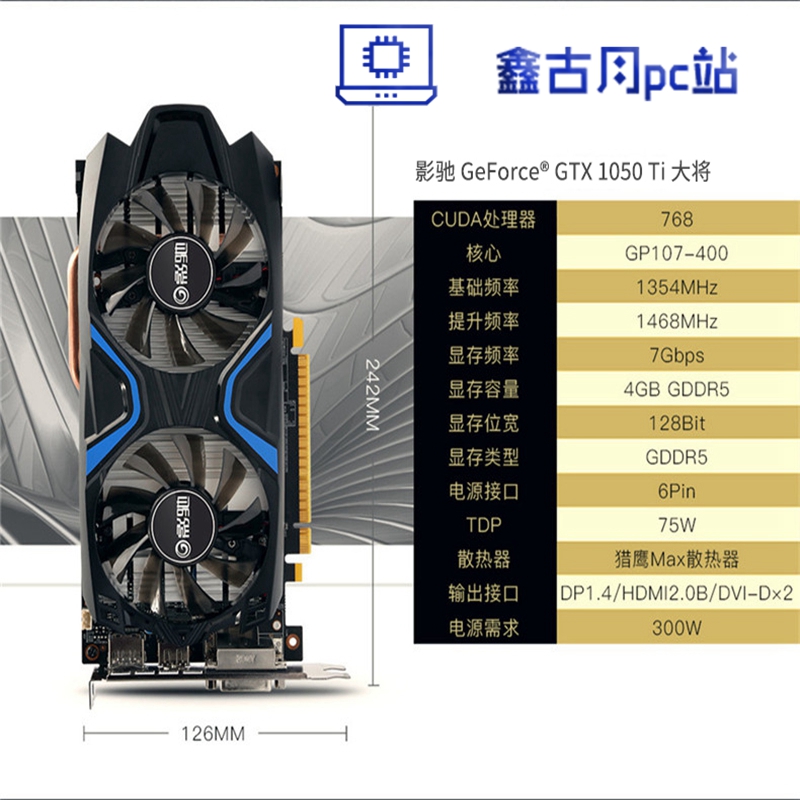 鑫古月pc站
影驰 GeForce® GTX 1050 Ti 大将
CUDA处理器 768
核心 GP107-400
基础频率 1354MHz
提升频率 1468MHz
显存频率 7Gbps
显存容量 4GB GDDR5
显存位宽 128Bit
显存类型 GDDR5
电源接口 6Pin
TDP 75W
散热器 猎鹰Max散热器
输出接口 DP1.4/HDMI2.0B/DVI-D×2
电源需求 300W
242MM
影驰
影驰
126MM